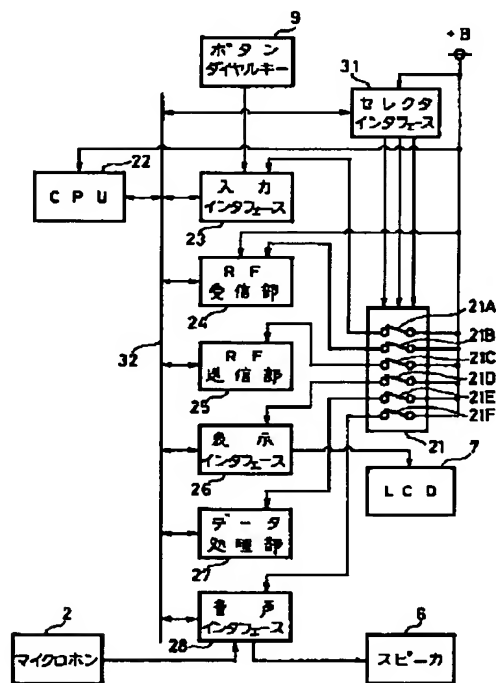 9
ボタン
ダイヤルキー
+B
31
セレクタ
インタフェース
22
CPU
入力
インタフェース
23
RF
受信部
24
RF
送信部
25
表示
インタフェース
26
データ
処理部
27
音声
インタフェース
28
32
21A
21B
21C
21D
21E
21F
21
7
LCD
2
マイクロホン
6
スピーカ